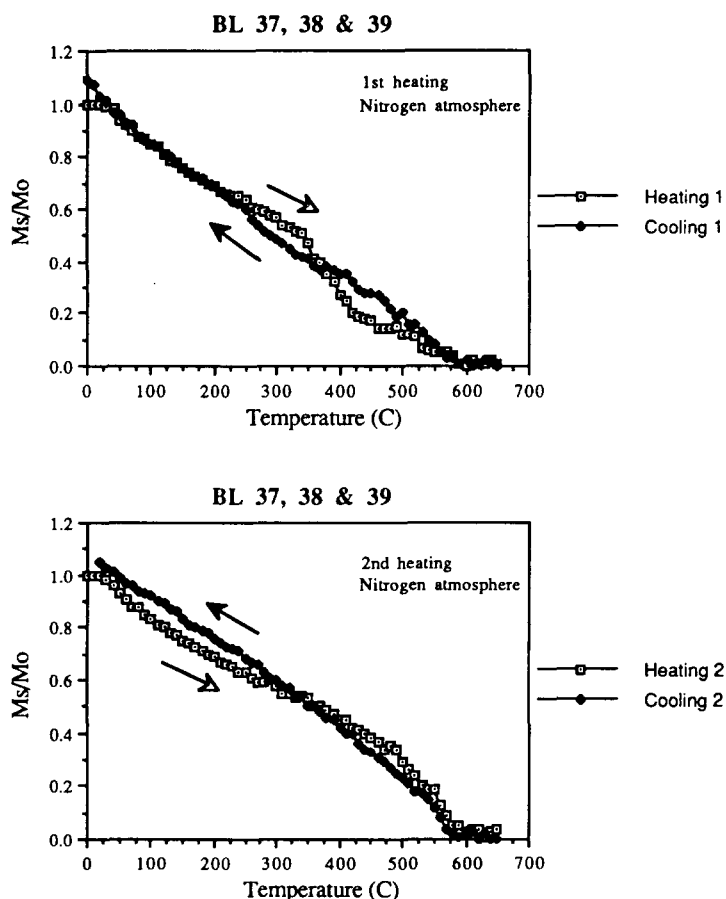 BL 37, 38 & 39
1.2
1.0
0.8
0.6
0.4
0.2
0.0
Ms/Mo
1st heating
Nitrogen atmosphere
Heating 1
Cooling 1
0 100 200 300 400 500 600 700
Temperature (C)
BL 37, 38 & 39
1.2
1.0
0.8
0.6
0.4
0.2
0.0
Ms/Mo
2nd heating
Nitrogen atmosphere
Heating 2
Cooling 2
0 100 200 300 400 500 600 700
Temperature (C)